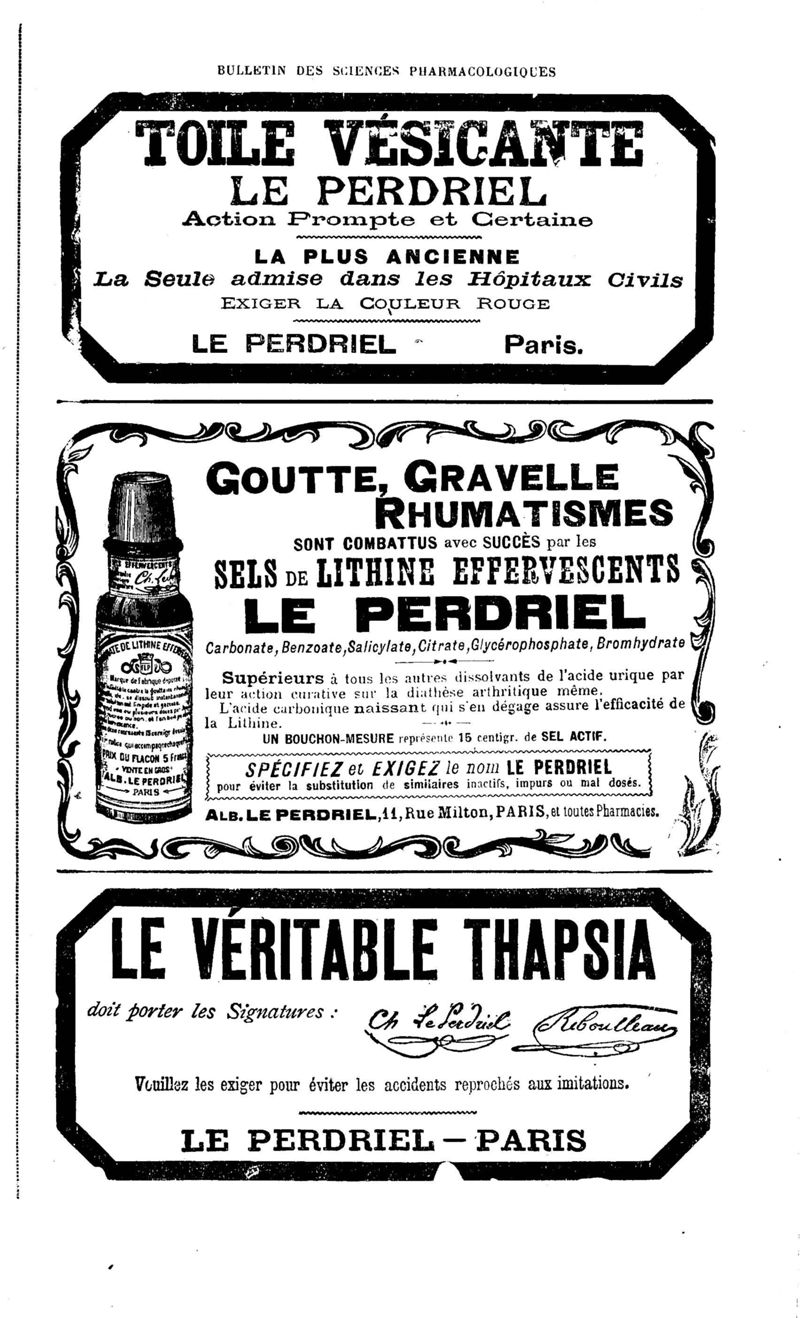 BULLETIN DES SCIENCES PHARMACOLOGIQUES
TOILE VÉSICANTE
LE PERDRIEL
Action Prompte et Certaine
LA PLUS ANCIENNE
La Seule admise dans les Hôpitaux Civils
EXIGER LA COULEUR ROUGE
LE PERDRIEL Paris.
GOUTTE, GRAVELLE
RHUMATISMES
SONT COMBATTUS avec SUCCÈS par les
SELS DE LITHINE EFFERVESCENTS
LE PERDRIEL
Carbonate, Benzoate, Salicylate, Citrate, Glycérophosphate, Bromhydrate
Supérieurs à tous les autres dissolvants de l'acide urique par
leur action curative sur la diathèse arthritique même.
L'acide carbonique naissant qui s'en dégage assure l'efficacité de
la Lithine.
UN BOUCHON-MESURE représente 15 centigr. de SEL ACTIF.
SPÉCIFIEZ et EXIGEZ le nom LE PERDRIEL
pour éviter la substitution de similaires inactifs, impurs ou mal dosés.
ALB. LE PERDRIEL, 11, Rue Milton, PARIS, et toutes Pharmacies.
DE LITHINE
Marque de fabrique
PRIX DU FLACON 5 Francs
VENTE EN GROS
ALB. LE PERDRIEL
PARIS
LE VÉRITABLE THAPSIA
doit porter les Signatures :
Ch Le Perdriel Reboulleau
Veuillez les exiger pour éviter les accidents reprochés aux imitations.
LE PERDRIEL — PARIS